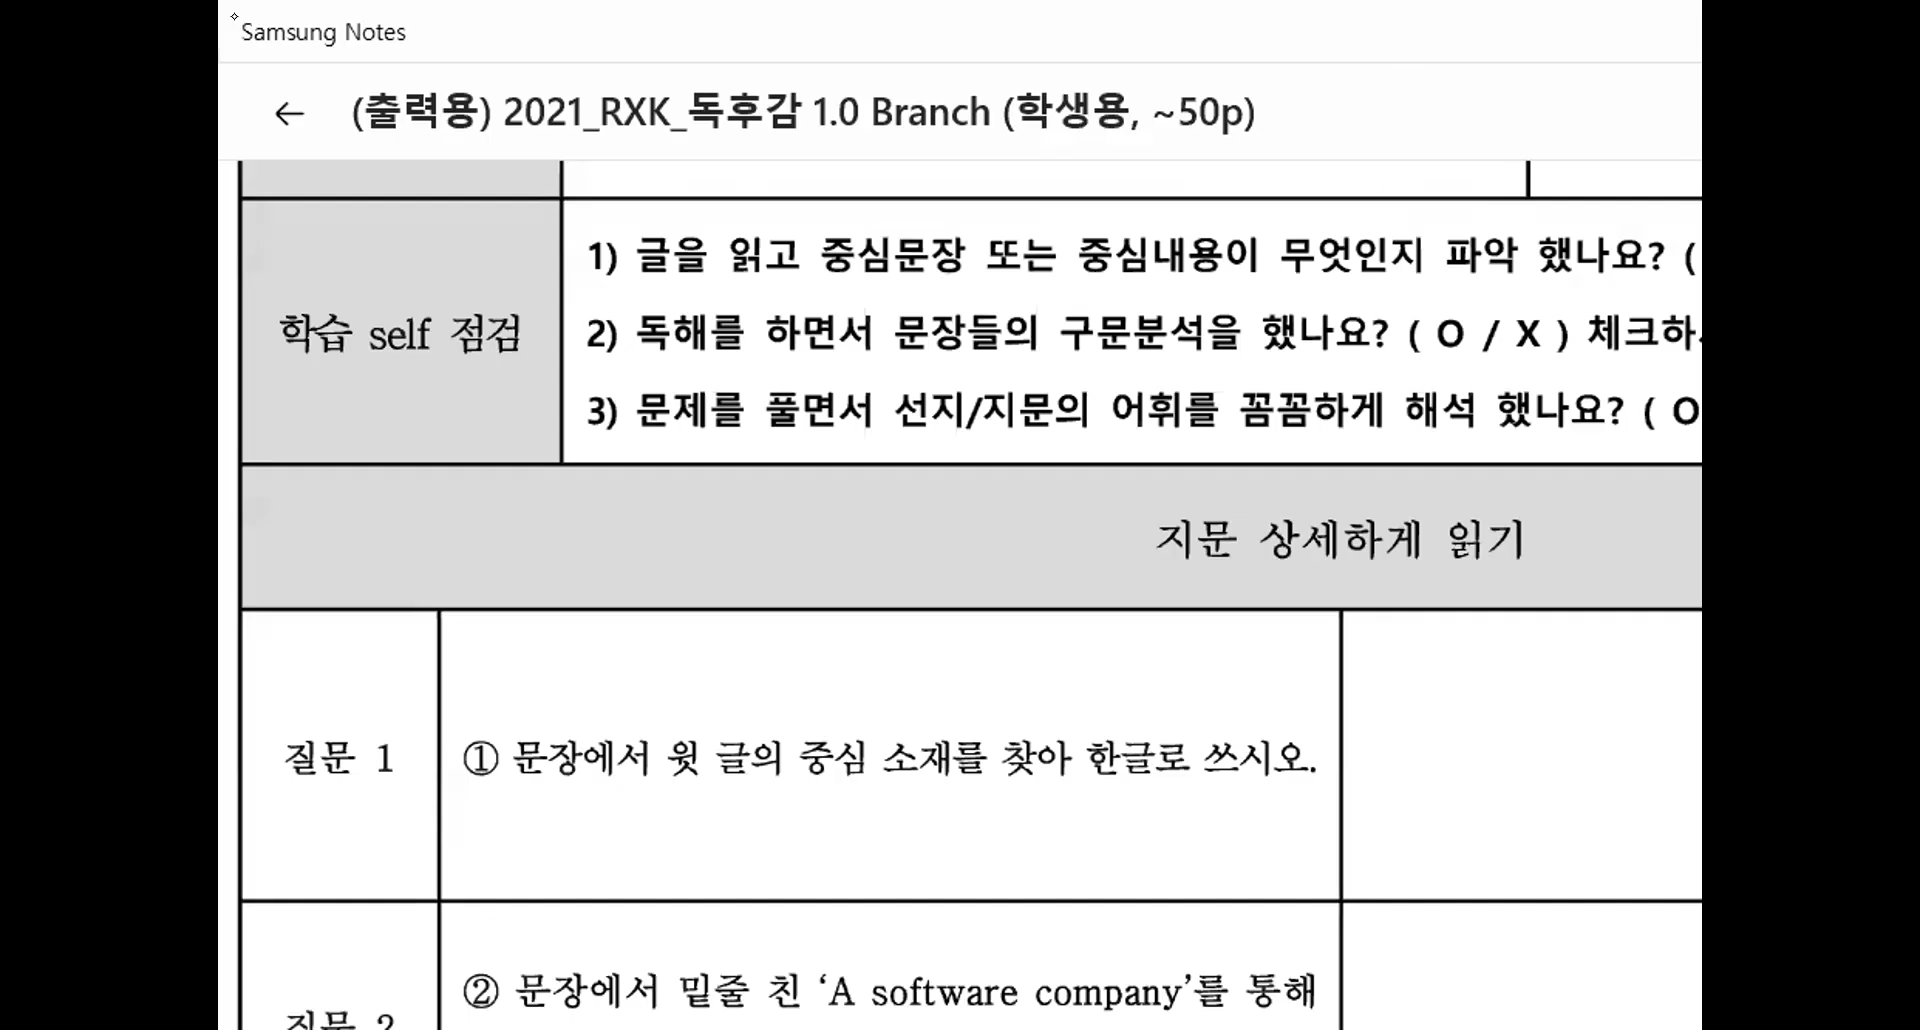 Samsung Notes
← (출력용) 2021_RXK_독후감 1.0 Branch (학생용, ~50p)
학습 self 점검
1) 글을 읽고 중심문장 또는 중심내용이 무엇인지 파악 했나요? (
2) 독해를 하면서 문장들의 구문분석을 했나요? ( O / X ) 체크하
3) 문제를 풀면서 선지/지문의 어휘를 꼼꼼하게 해석 했나요? ( O
지문 상세하게 읽기
질문 1
① 문장에서 윗 글의 중심 소재를 찾아 한글로 쓰시오.
질문 2
② 문장에서 밑줄 친 ‘A software company’를 통해